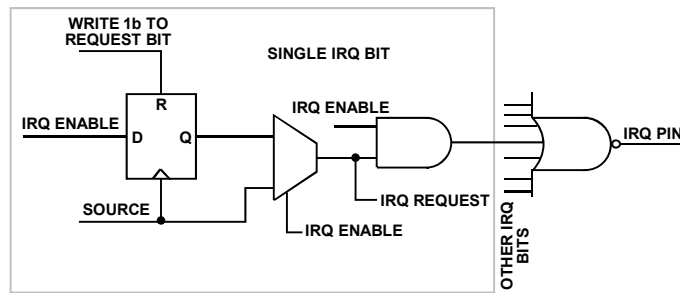 WRITE 1b TO
REQUEST BIT
SINGLE IRQ BIT
R
IRQ ENABLE
IRQ ENABLE
D
Q
IRQ PIN
IRQ REQUEST
SOURCE
IRQ ENABLE
OTHER IRQ
BITS